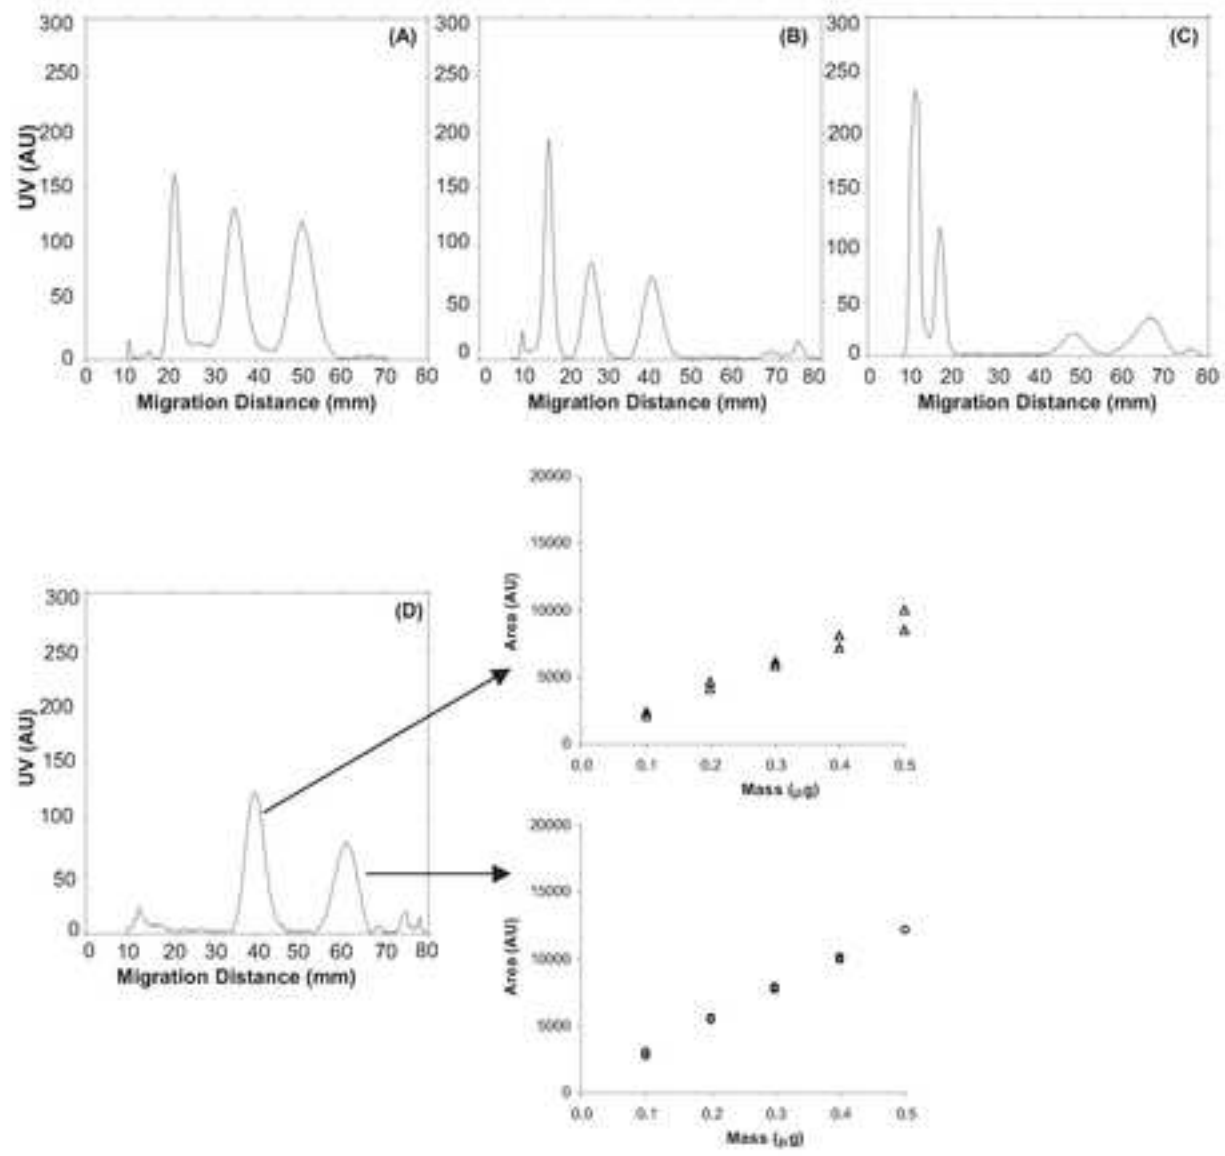 300
250
200
150
100
50
0
UV (AU)
(A)
0 10 20 30 40 50 60 70 80
Migration Distance (mm)
300
250
200
150
100
50
0
(B)
0 10 20 30 40 50 60 70 80
Migration Distance (mm)
300
250
200
150
100
50
0
(C)
0 10 20 30 40 50 60 70 80
Migration Distance (mm)
300
250
200
150
100
50
0
UV (AU)
(D)
0 10 20 30 40 50 60 70 80
Migration Distance (mm)
20000
15000
10000
5000
0
Area (AU)
0.0 0.1 0.2 0.3 0.4 0.5
Mass (μg)
20000
15000
10000
5000
0
Area (AU)
0.0 0.1 0.2 0.3 0.4 0.5
Mass (μg)